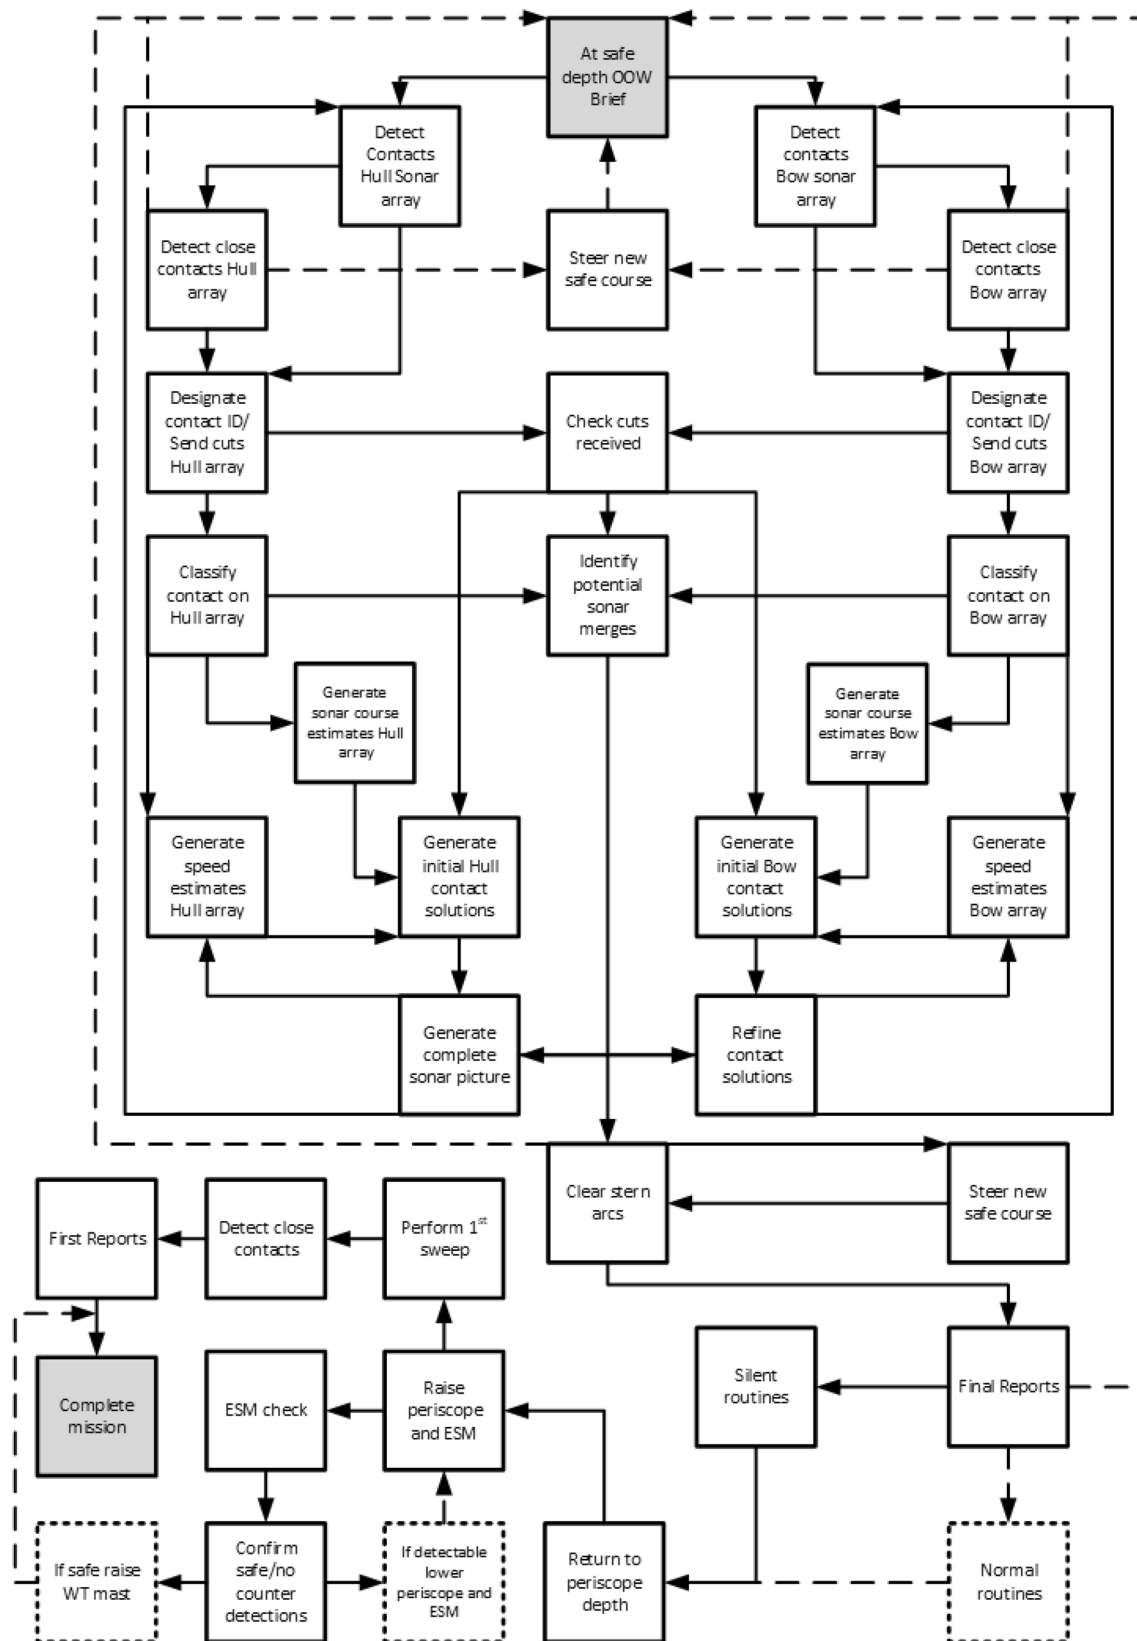 At safe
depth OOW
Brief
Detect
Contacts
Hull Sonar
array
Detect
contacts
Bow sonar
array
Detect close
contacts Hull
array
Steer new
safe course
Detect close
contacts
Bow array
Designate
contact ID/
Send cuts
Hull array
Check cuts
received
Designate
contact ID/
Send cuts
Bow array
Classify
contact on
Hull array
Identify
potential
sonar
merges
Classify
contact on
Bow array
Generate
sonar course
estimates Hull
array
Generate
sonar course
estimates Bow
array
Generate
speed
estimates
Hull array
Generate
initial Hull
contact
solutions
Generate
initial Bow
contact
solutions
Generate
speed
estimates
Bow array
Generate
complete
sonar picture
Refine
contact
solutions
First Reports
Detect close
contacts
Perform 1st
sweep
Clear stern
arcs
Steer new
safe course
Complete
mission
ESM check
Raise
periscope
and ESM
Silent
routines
Final Reports
If safe raise
WT mast
Confirm
safe/no
counter
detections
If detectable
lower
periscope and
ESM
Return to
periscope
depth
Normal
routines